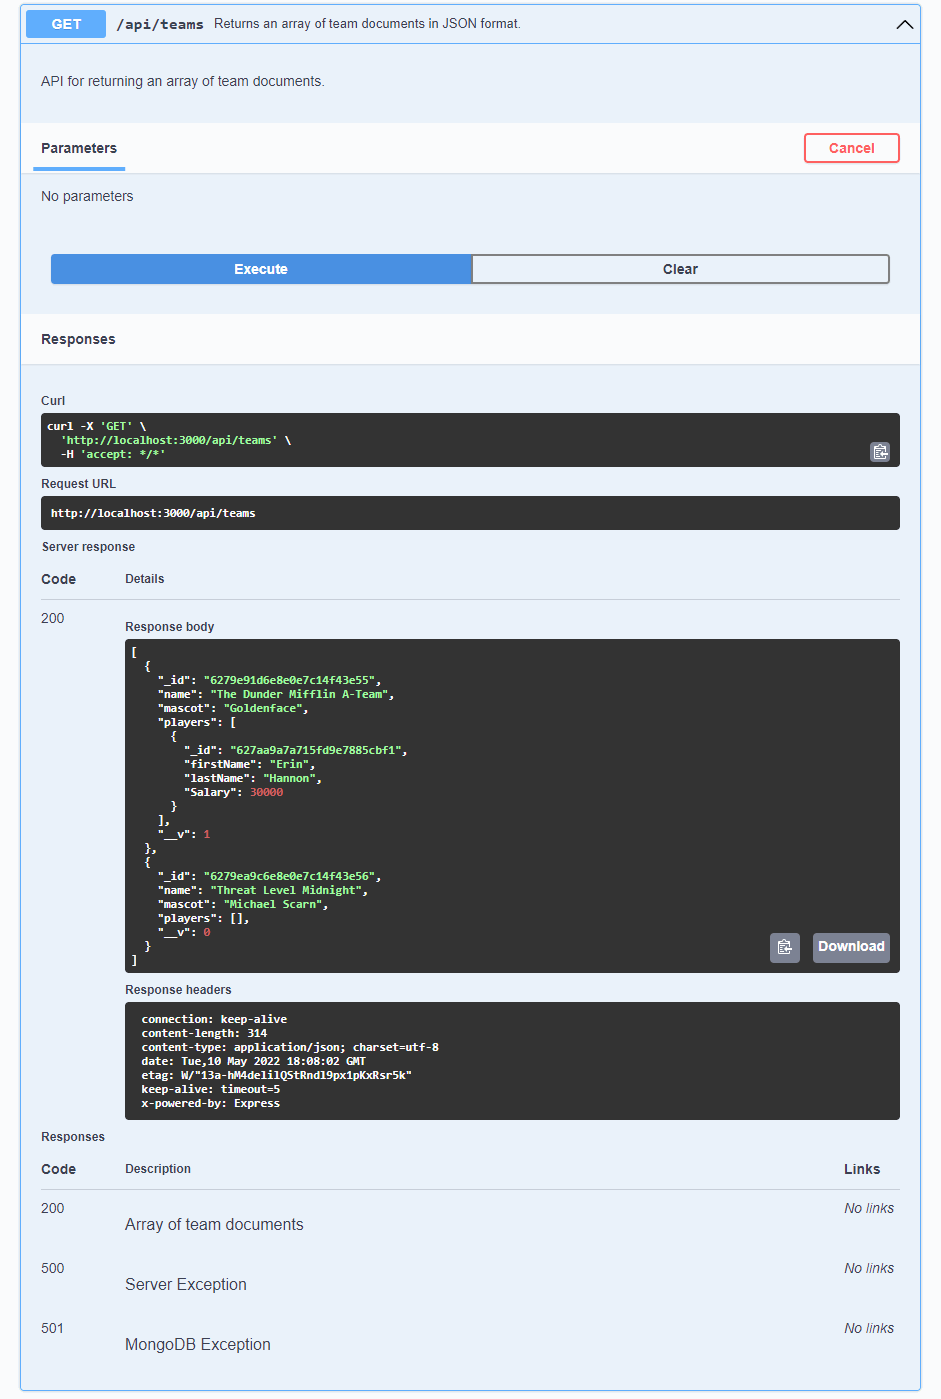 GET /api/teams Returns an array of team documents in JSON format.
API for returning an array of team documents.
Parameters
Cancel
No parameters
Execute
Clear
Responses
Curl
curl -X 'GET' \
  'http://localhost:3000/api/teams' \
  -H 'accept: */*'
Request URL
http://localhost:3000/api/teams
Server response
Code Details
200
Response body
[
  {
    "_id": "6279e91d6e8e0e7c14f43e55",
    "name": "The Dunder Mifflin A-Team",
    "mascot": "Goldenface",
    "players": [
      {
        "_id": "627aa9a7a715fd9e7885cbf1",
        "firstName": "Erin",
        "lastName": "Hannon",
        "Salary": 30000
      }
    ],
    "__v": 1
  },
  {
    "_id": "6279ea9c6e8e0e7c14f43e56",
    "name": "Threat Level Midnight",
    "mascot": "Michael Scarn",
    "players": [],
    "__v": 0
  }
]
Download
Response headers
connection: keep-alive
content-length: 314
content-type: application/json; charset=utf-8
date: Tue,10 May 2022 18:08:02 GMT
etag: W/"13a-hM4delilQStRndl9px1pKxRsr5k"
keep-alive: timeout=5
x-powered-by: Express
Responses
Code Description Links
200 No links
Array of team documents
500 No links
Server Exception
501 No links
MongoDB Exception